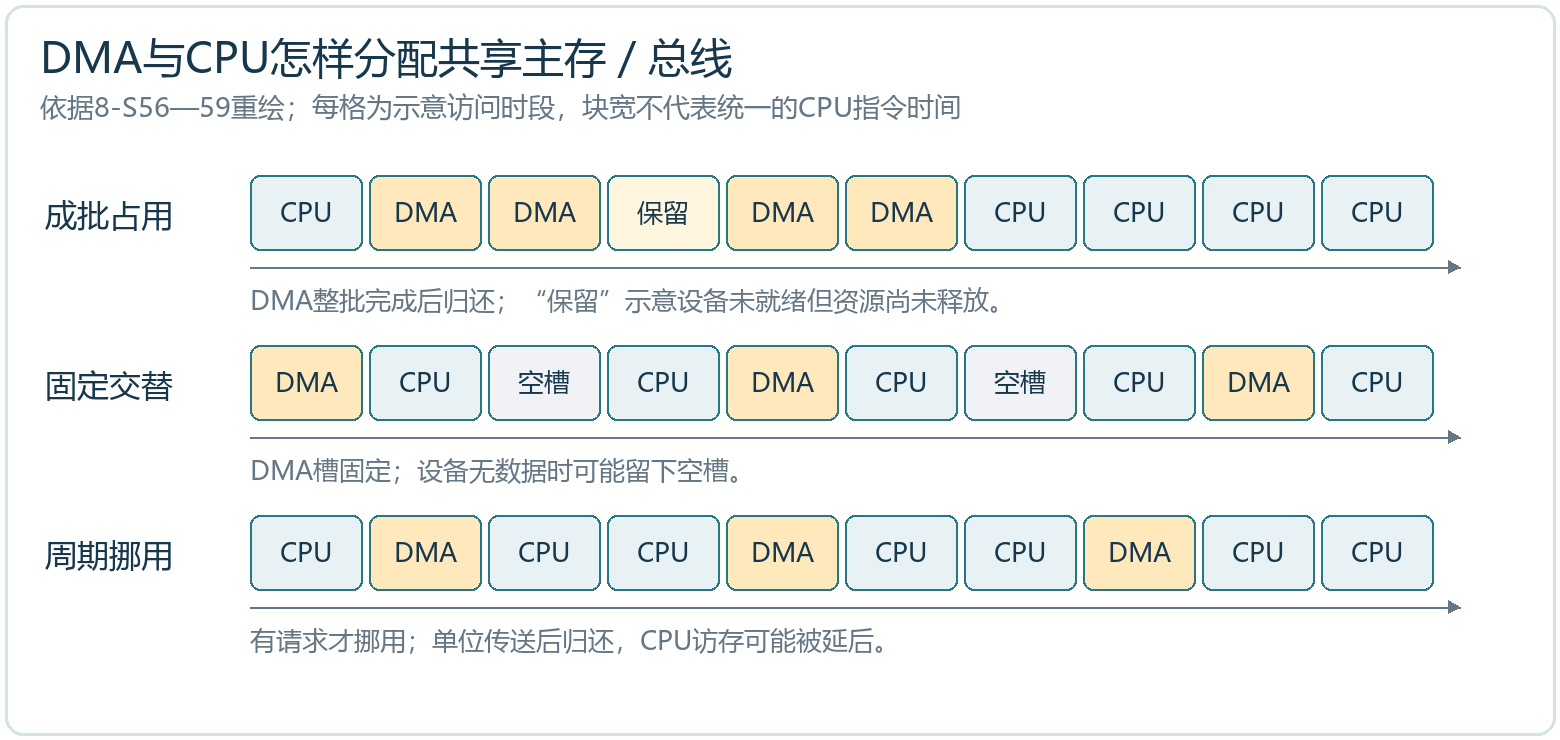 DMA与CPU怎样分配共享主存 / 总线
依据8-S56—59重绘；每格为示意访问时段，块宽不代表统一的CPU指令时间
成批占用 CPU DMA DMA 保留 DMA DMA CPU CPU CPU CPU
DMA整批完成后归还；“保留”示意设备未就绪但资源尚未释放。
固定交替 DMA CPU 空槽 CPU DMA CPU 空槽 CPU DMA CPU
DMA槽固定；设备无数据时可能留下空槽。
周期挪用 CPU DMA CPU CPU DMA CPU CPU DMA CPU CPU
有请求才挪用；单位传送后归还，CPU访存可能被延后。